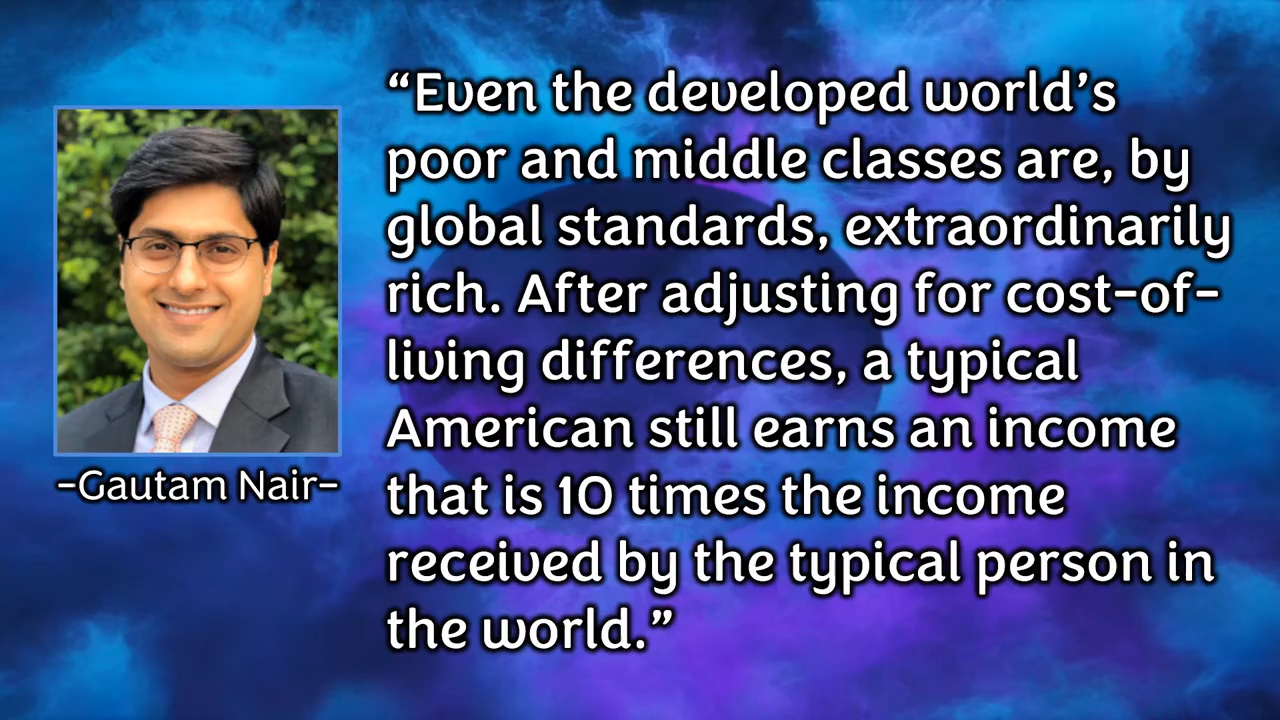 “Even the developed world’s
poor and middle classes are, by
global standards, extraordinarily
rich. After adjusting for cost-of-
living differences, a typical
American still earns an income
that is 10 times the income
received by the typical person in
the world.”
-Gautam Nair-